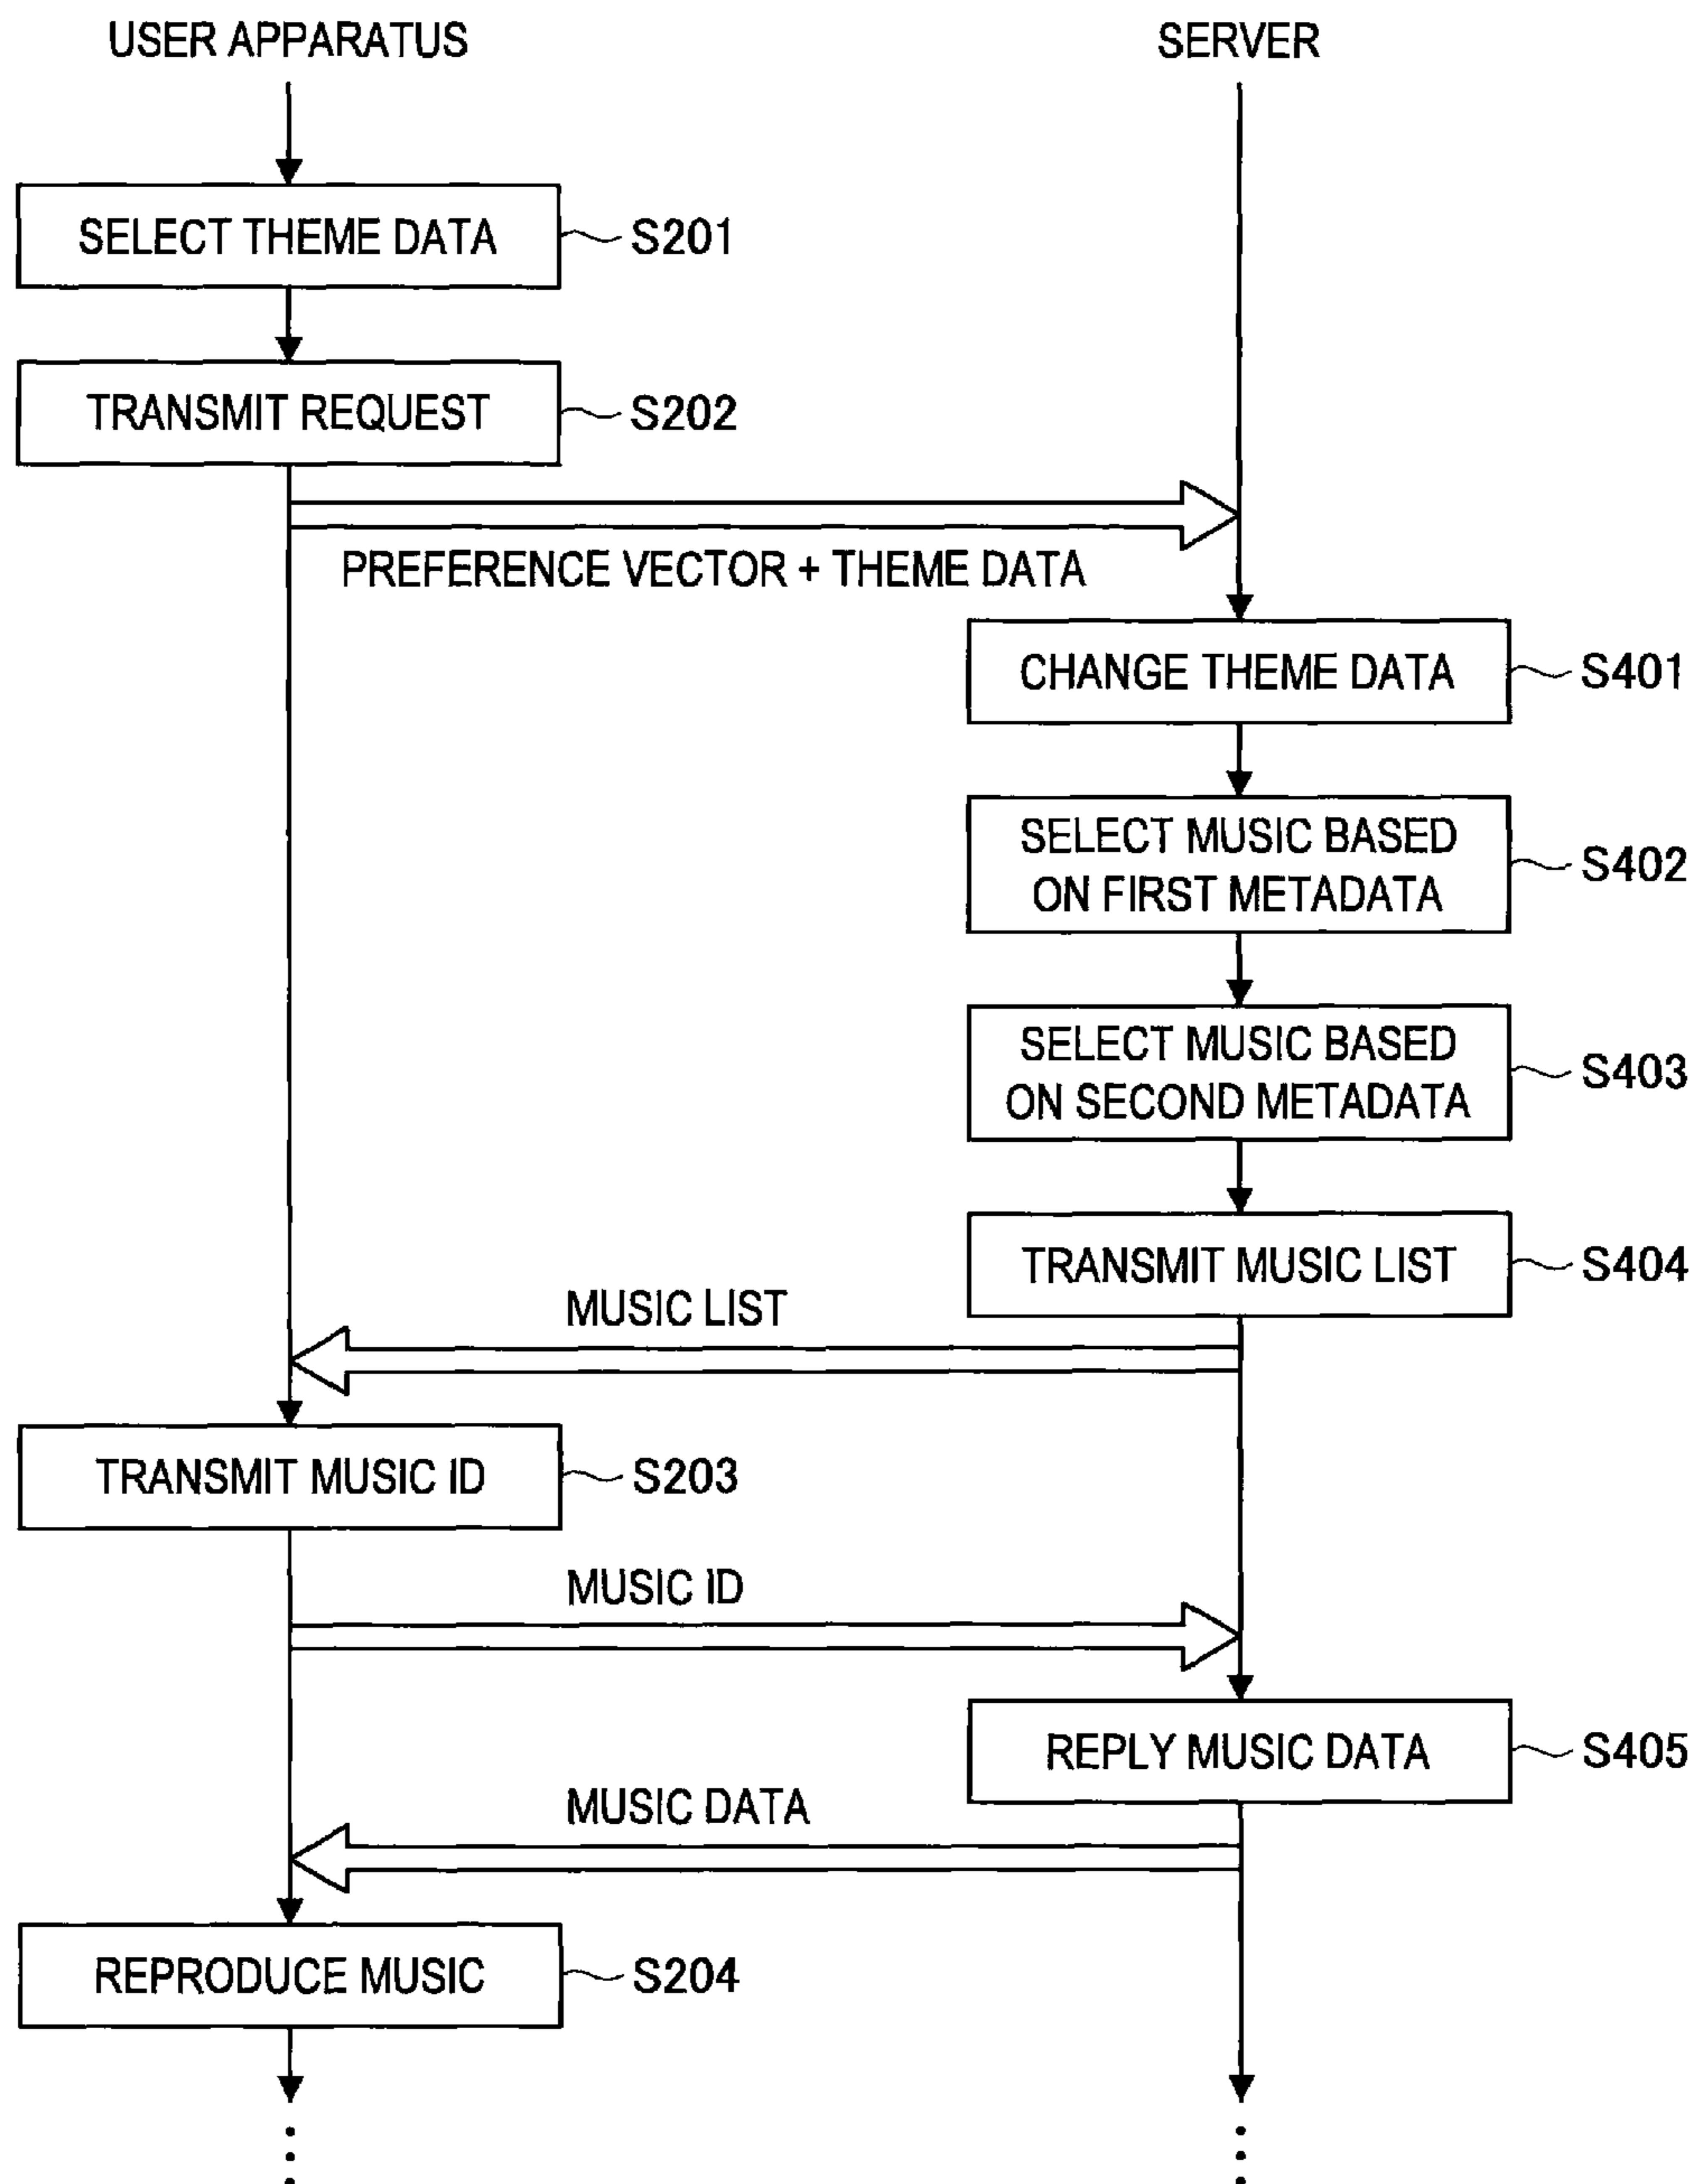 USER APPARATUS
SERVER
SELECT THEME DATA
S201
TRANSMIT REQUEST
S202
PREFERENCE VECTOR + THEME DATA
CHANGE THEME DATA
S401
SELECT MUSIC BASED
ON FIRST METADATA
S402
SELECT MUSIC BASED
ON SECOND METADATA
S403
TRANSMIT MUSIC LIST
S404
MUSIC LIST
TRANSMIT MUSIC ID
S203
MUSIC ID
REPLY MUSIC DATA
S405
MUSIC DATA
REPRODUCE MUSIC
S204